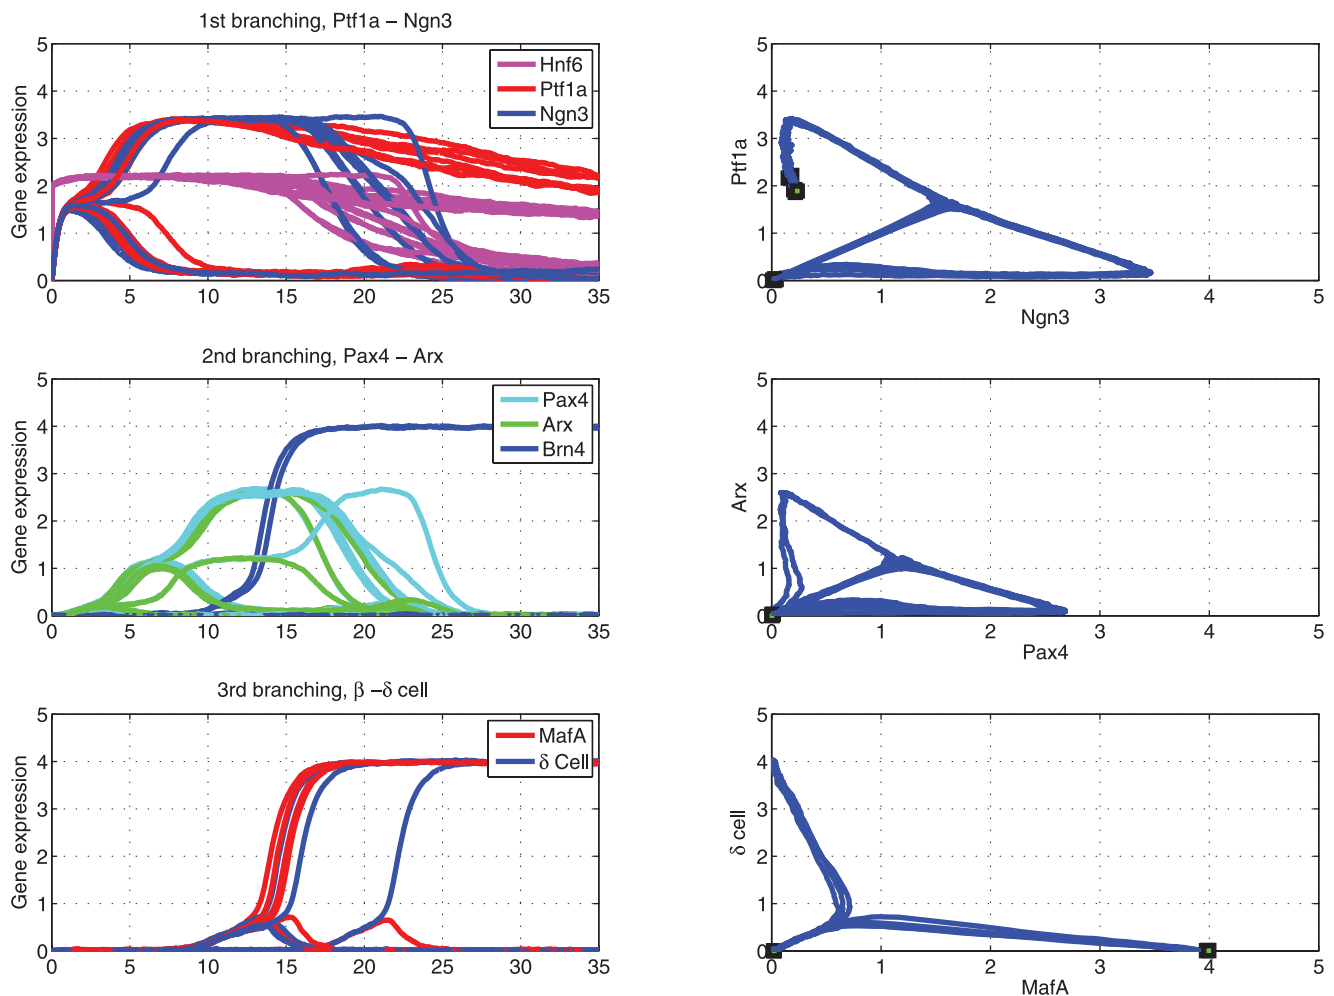 1st branching, Ptf1a − Ngn3
Gene expression
5
4
3
2
1
0
0 5 10 15 20 25 30 35
Hnf6
Ptf1a
Ngn3
Ptf1a
5
4
3
2
1
0
0 1 2 3 4 5
Ngn3
2nd branching, Pax4 − Arx
Gene expression
5
4
3
2
1
0
0 5 10 15 20 25 30 35
Pax4
Arx
Brn4
Arx
5
4
3
2
1
0
0 1 2 3 4 5
Pax4
3rd branching, β −δ cell
Gene expression
5
4
3
2
1
0
0 5 10 15 20 25 30 35
MafA
δ Cell
δ cell
5
4
3
2
1
0
0 1 2 3 4 5
MafA